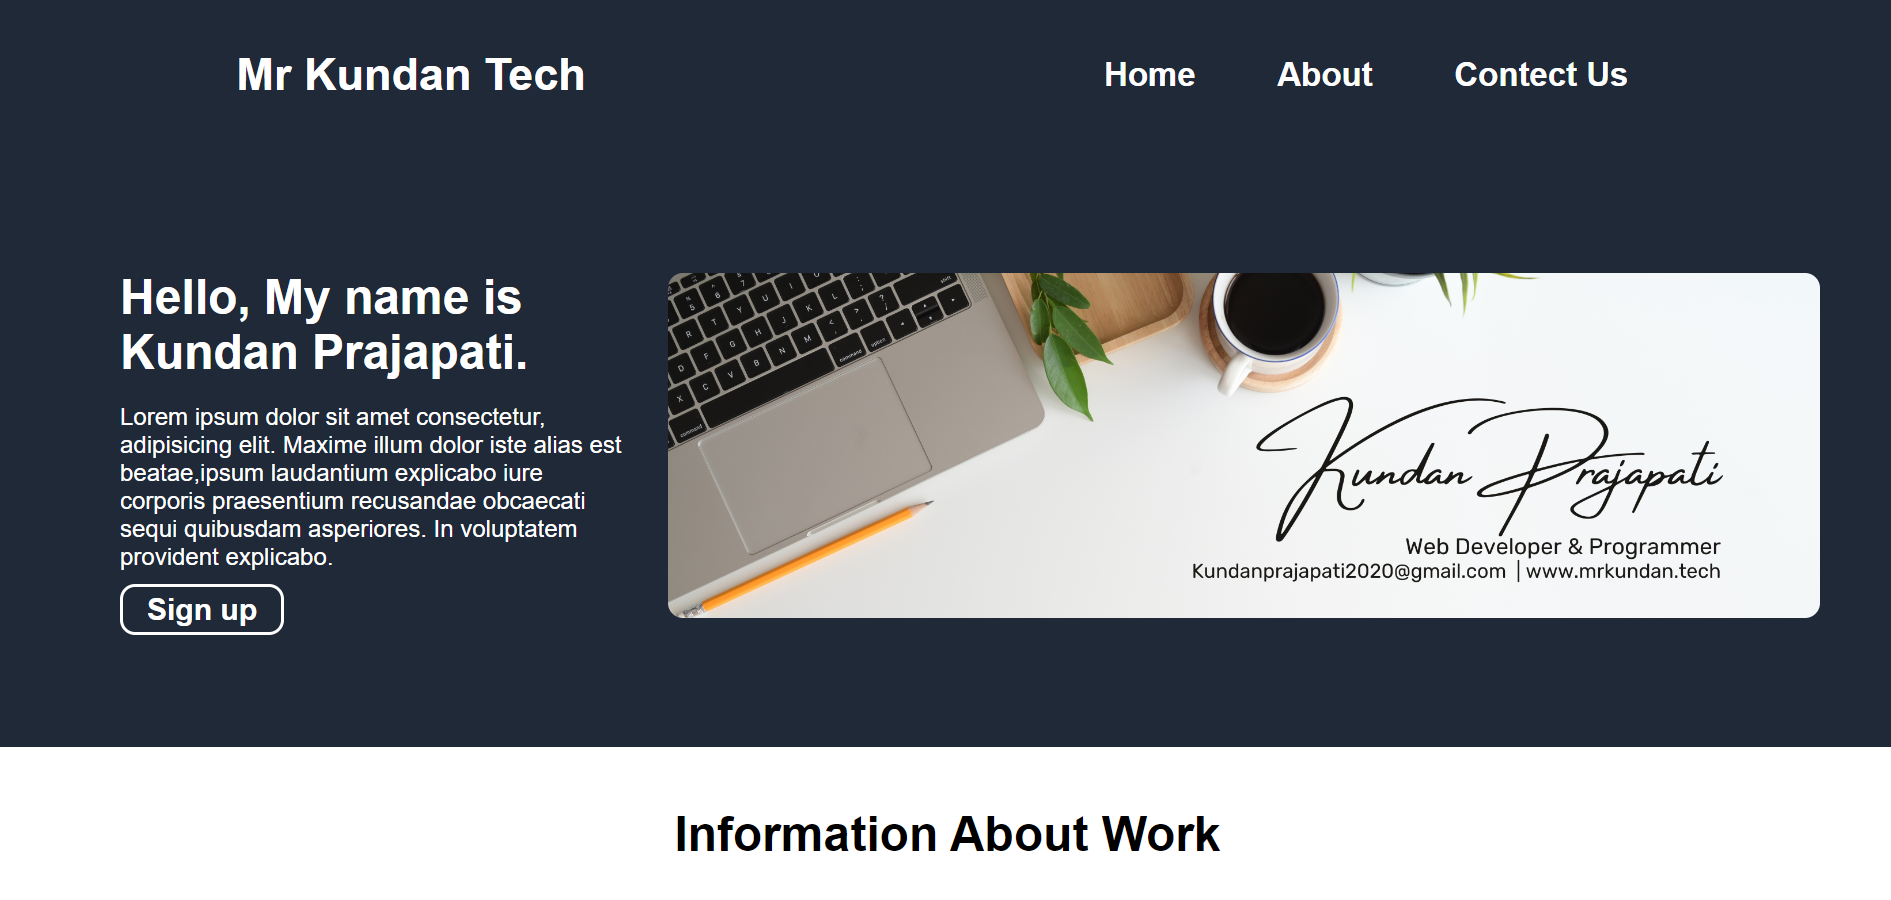 Mr Kundan Tech
Home About Contect Us
Hello, My name is
Kundan Prajapati.
Lorem ipsum dolor sit amet consectetur,
adipisicing elit. Maxime illum dolor iste alias est
beatae,ipsum laudantium explicabo iure
corporis praesentium recusandae obcaecati
sequi quibusdam asperiores. In voluptatem
provident explicabo.
Sign up
Kundan Prajapati
Web Developer & Programmer
Kundanprajapati2020@gmail.com | www.mrkundan.tech
Information About Work